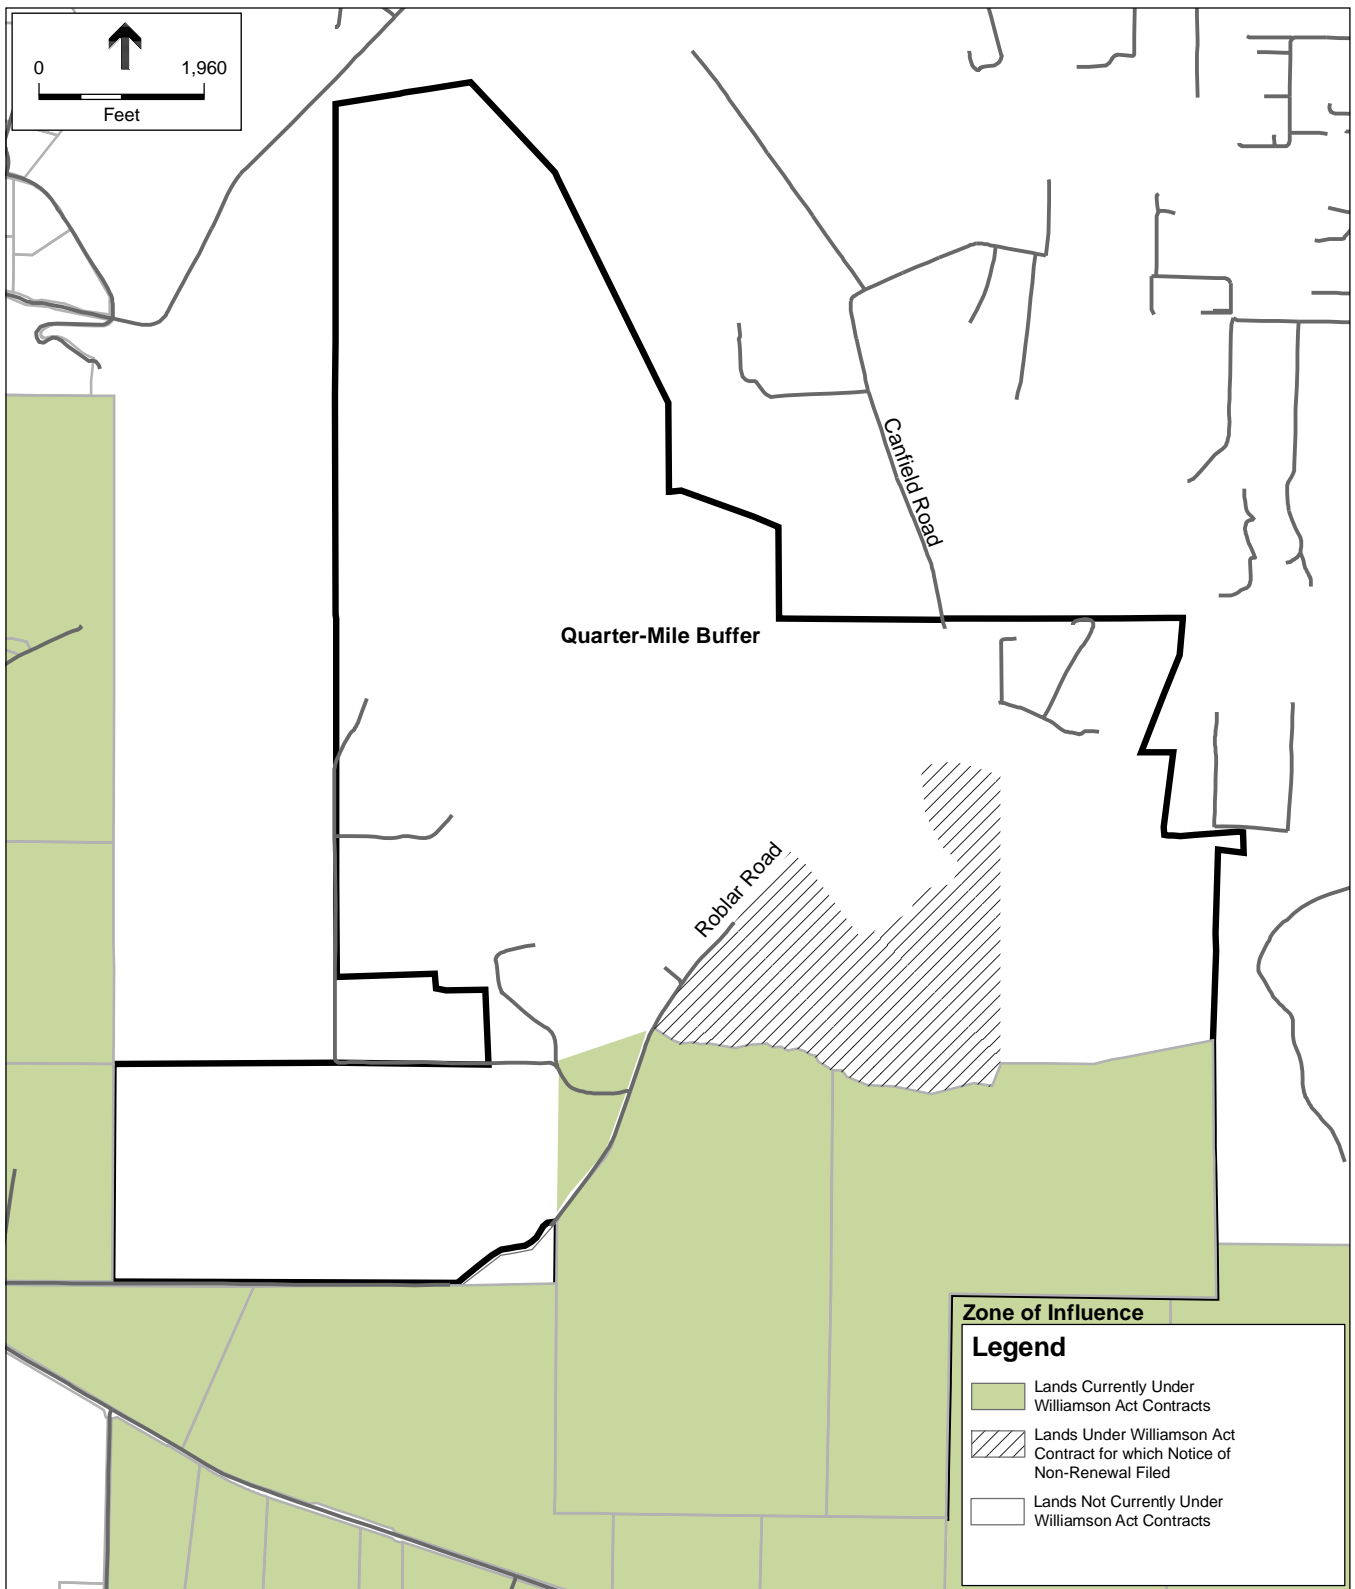 0 1,960
Feet
Canfield Road
Quarter-Mile Buffer
Roblar Road
Zone of Influence
Legend
Lands Currently Under
Williamson Act Contracts
Lands Under Williamson Act
Contract for which Notice of
Non-Renewal Filed
Lands Not Currently Under
Williamson Act Contracts